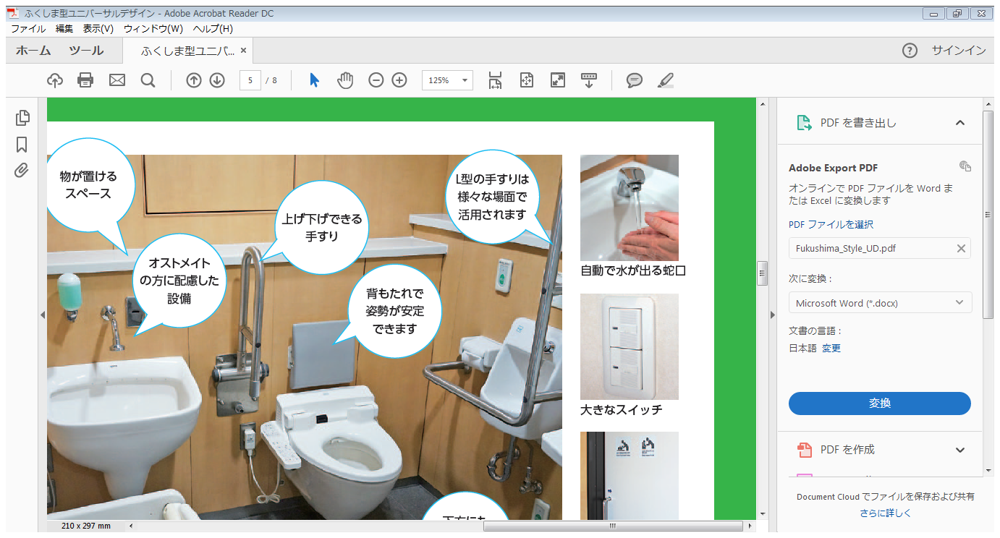 ふくしま型ユニバーサルデザイン - Adobe Acrobat Reader DC
ファイル 編集 表示(V) ウィンドウ(W) ヘルプ(H)
ホーム ツール ふくしま型ユニバ... × ? サインイン
5 / 8 125%
物が置ける
スペース
オストメイト
の方に配慮した
設備
上げ下げできる
手すり
背もたれで
姿勢が安定
できます
L型の手すりは
様々な場面で
活用されます
自動で水が出る蛇口
大きなスイッチ
210 x 297 mm
PDF を書き出し
Adobe Export PDF
オンラインで PDF ファイルを Word ま
たは Excel に変換します
PDF ファイルを選択
Fukushima_Style_UD.pdf
次に変換 :
Microsoft Word (*.docx)
文書の言語 :
日本語 変更
変換
PDF を作成
Document Cloud でファイルを保存および共有
さらに詳しく